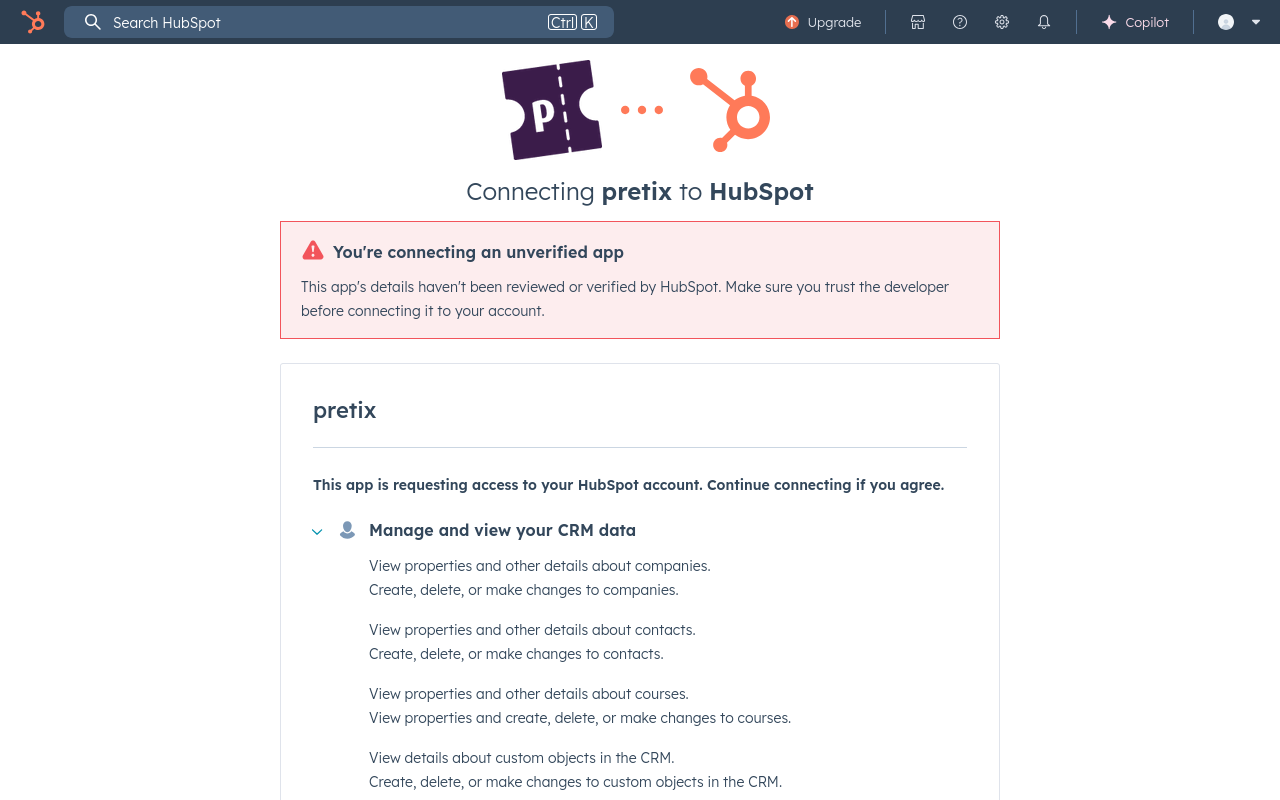 Search HubSpot
Ctrl K
Upgrade
Copilot
p
Connecting pretix to HubSpot
You're connecting an unverified app
This app's details haven't been reviewed or verified by HubSpot. Make sure you trust the developer
before connecting it to your account.
pretix
This app is requesting access to your HubSpot account. Continue connecting if you agree.
Manage and view your CRM data
View properties and other details about companies.
Create, delete, or make changes to companies.
View properties and other details about contacts.
Create, delete, or make changes to contacts.
View properties and other details about courses.
View properties and create, delete, or make changes to courses.
View details about custom objects in the CRM.
Create, delete, or make changes to custom objects in the CRM.